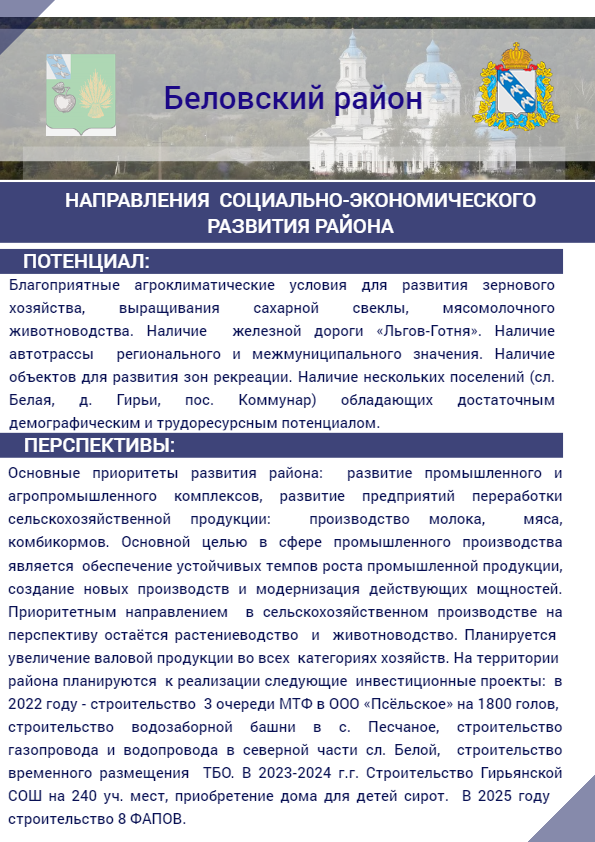 Беловский район
НАПРАВЛЕНИЯ СОЦИАЛЬНО-ЭКОНОМИЧЕСКОГО
РАЗВИТИЯ РАЙОНА
ПОТЕНЦИАЛ:
Благоприятные агроклиматические условия для развития зернового
хозяйства, выращивания сахарной свеклы, мясомолочного
животноводства. Наличие железной дороги «Льгов-Готня». Наличие
автотрассы регионального и межмуниципального значения. Наличие
объектов для развития зон рекреации. Наличие нескольких поселений (сл.
Белая, д. Гирьи, пос. Коммунар) обладающих достаточным
демографическим и трудоресурсным потенциалом.
ПЕРСПЕКТИВЫ:
Основные приоритеты развития района: развитие промышленного и
агропромышленного комплексов, развитие предприятий переработки
сельскохозяйственной продукции: производство молока, мяса,
комбикормов. Основной целью в сфере промышленного производства
является обеспечение устойчивых темпов роста промышленной продукции,
создание новых производств и модернизация действующих мощностей.
Приоритетным направлением в сельскохозяйственном производстве на
перспективу остаётся растениеводство и животноводство. Планируется
увеличение валовой продукции во всех категориях хозяйств. На территории
района планируются к реализации следующие инвестиционные проекты: в
2022 году - строительство 3 очереди МТФ в ООО «Псёльское» на 1800 голов,
строительство водозаборной башни в с. Песчаное, строительство
газопровода и водопровода в северной части сл. Белой, строительство
временного размещения ТБО. В 2023-2024 г.г. Строительство Гирьянской
СОШ на 240 уч. мест, приобретение дома для детей сирот. В 2025 году
строительство 8 ФАПОВ.